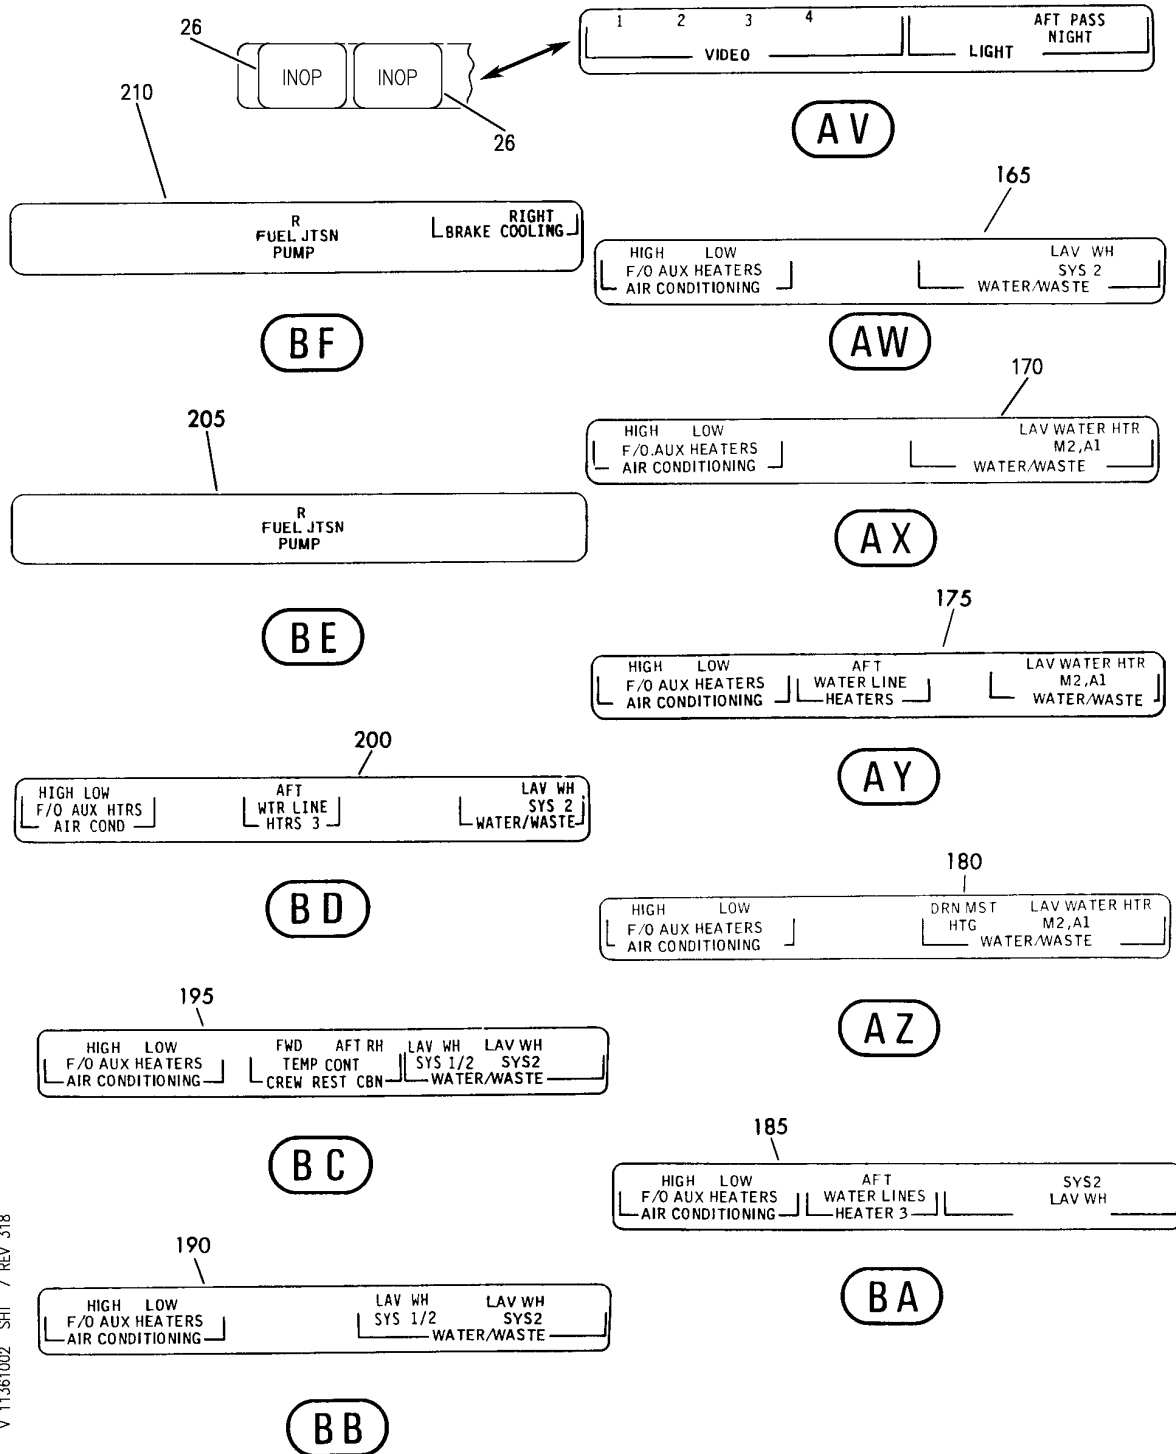 26
INOP INOP
26
1 2 3 4 AFT PASS
NIGHT
VIDEO LIGHT
AV
210
R
FUEL JTSN
PUMP
RIGHT
BRAKE COOLING
BF
165
HIGH LOW LAV WH
F/O AUX HEATERS SYS 2
AIR CONDITIONING WATER/WASTE
AW
205
R
FUEL JTSN
PUMP
BE
170
HIGH LOW LAV WATER HTR
F/O.AUX HEATERS M2,A1
AIR CONDITIONING WATER/WASTE
AX
175
HIGH LOW AFT LAV WATER HTR
F/O AUX HEATERS WATER LINE M2,A1
AIR CONDITIONING HEATERS WATER/WASTE
AY
200
HIGH LOW AFT LAV WH
F/O AUX HTRS WTR LINE SYS 2
AIR COND HTRS 3 WATER/WASTE
BD
180
HIGH LOW DRN MST LAV WATER HTR
F/O AUX HEATERS HTG M2,A1
AIR CONDITIONING WATER/WASTE
AZ
195
HIGH LOW FWD AFT RH LAV WH LAV WH
F/O AUX HEATERS TEMP CONT SYS 1/2 SYS2
AIR CONDITIONING CREW REST CBN WATER/WASTE
BC
185
HIGH LOW AFT SYS2
F/O AUX HEATERS WATER LINES LAV WH
AIR CONDITIONING HEATER 3
BA
190
HIGH LOW LAV WH LAV WH
F/O AUX HEATERS SYS 1/2 SYS2
AIR CONDITIONING WATER/WASTE
BB
V 11361002 SHT 7 REV 318